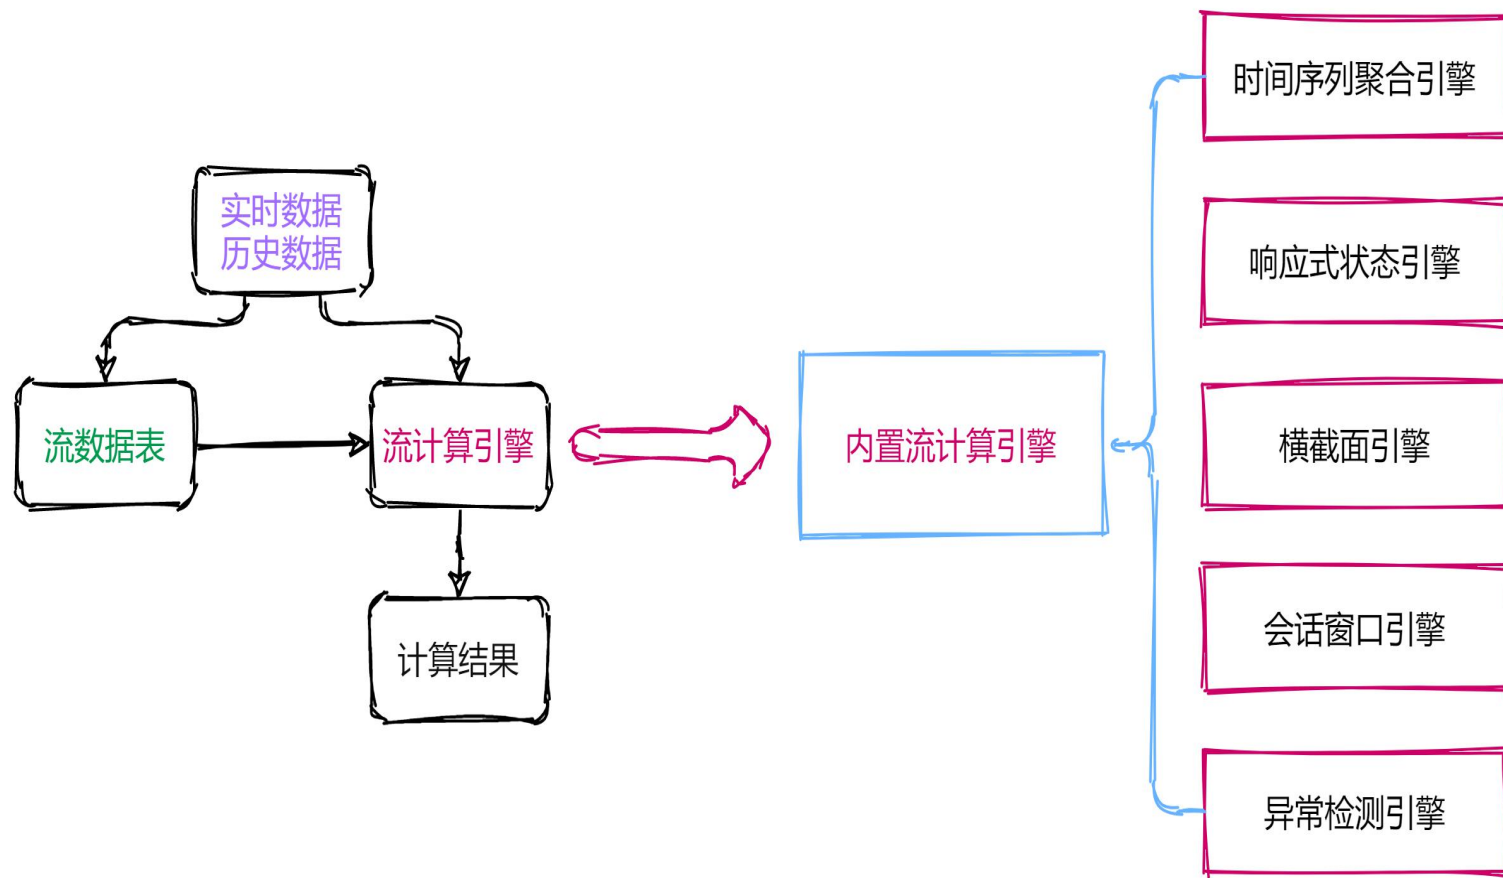 实时数据
历史数据
流数据表
流计算引擎
计算结果
内置流计算引擎
时间序列聚合引擎
响应式状态引擎
横截面引擎
会话窗口引擎
异常检测引擎